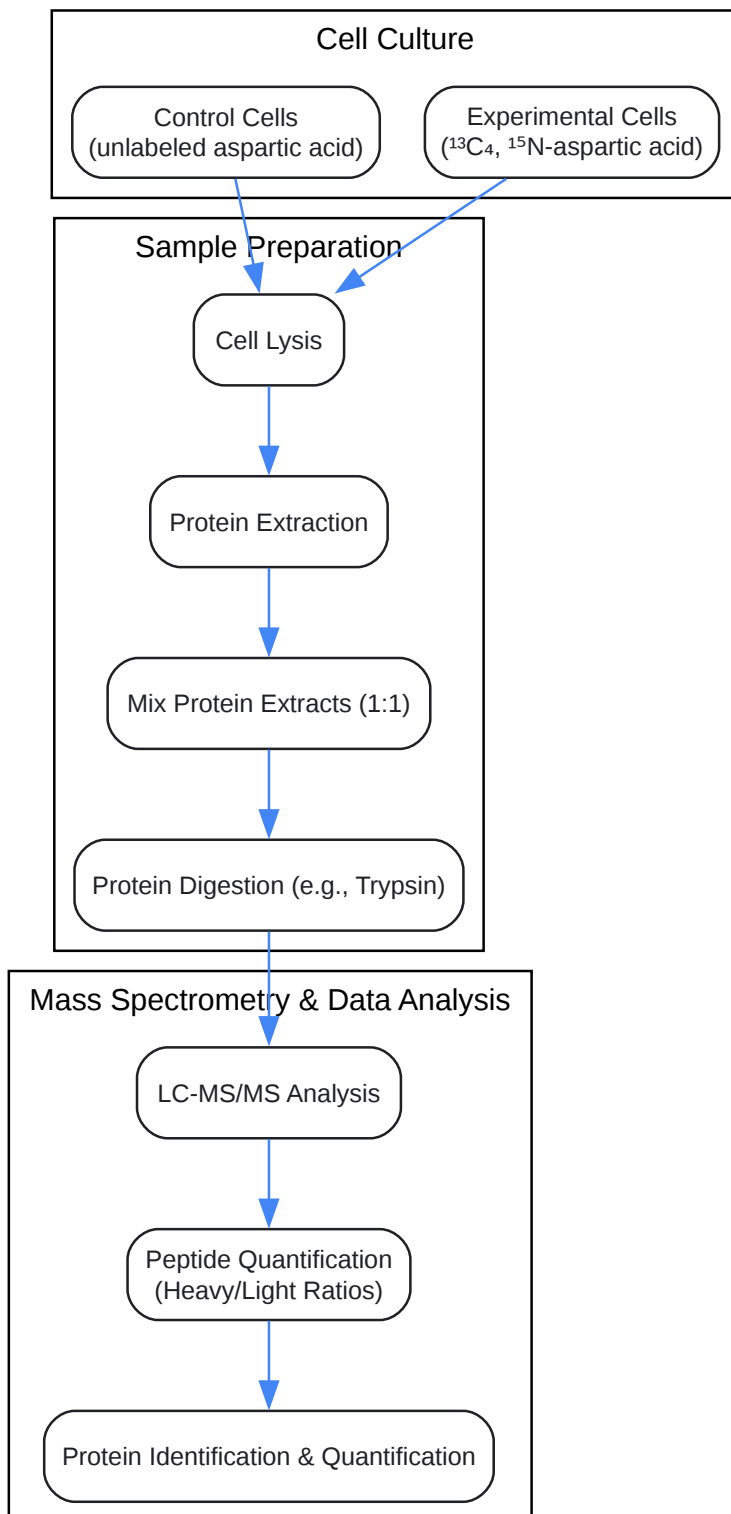 Cell Culture
Control Cells
(unlabeled aspartic acid)
Experimental Cells
(¹³C₄, ¹⁵N-aspartic acid)
Sample Preparation
Cell Lysis
Protein Extraction
Mix Protein Extracts (1:1)
Protein Digestion (e.g., Trypsin)
Mass Spectrometry & Data Analysis
LC-MS/MS Analysis
Peptide Quantification
(Heavy/Light Ratios)
Protein Identification & Quantification